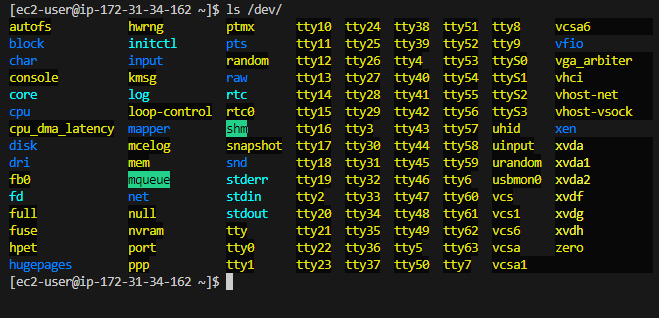 [ec2-user@ip-172-31-34-162 ~]$ ls /dev/
autofs hwrng ptmx tty10 tty24 tty38 tty51 tty8 vcsa6
block initctl pts tty11 tty25 tty39 tty52 tty9 vfio
char input random tty12 tty26 tty4 tty53 ttyS0 vga_arbiter
console kmsg raw tty13 tty27 tty40 tty54 ttyS1 vhci
core log rtc tty14 tty28 tty41 tty55 ttyS2 vhost-net
cpu loop-control rtc0 tty15 tty29 tty42 tty56 ttyS3 vhost-vsock
cpu_dma_latency mapper shm tty16 tty3 tty43 tty57 uhid xen
disk mcelog snapshot tty17 tty30 tty44 tty58 uinput xvda
dri mem snd tty18 tty31 tty45 tty59 urandom xvda1
fb0 mqueue stderr tty19 tty32 tty46 tty6 usbmon0 xvda2
fd net stdin tty2 tty33 tty47 tty60 vcs xvdf
full null stdout tty20 tty34 tty48 tty61 vcs1 xvdg
fuse nvram tty tty21 tty35 tty49 tty62 vcs6 xvdh
hpet port tty0 tty22 tty36 tty5 tty63 vcsa zero
hugepages ppp tty1 tty23 tty37 tty50 tty7 vcsa1
[ec2-user@ip-172-31-34-162 ~]$